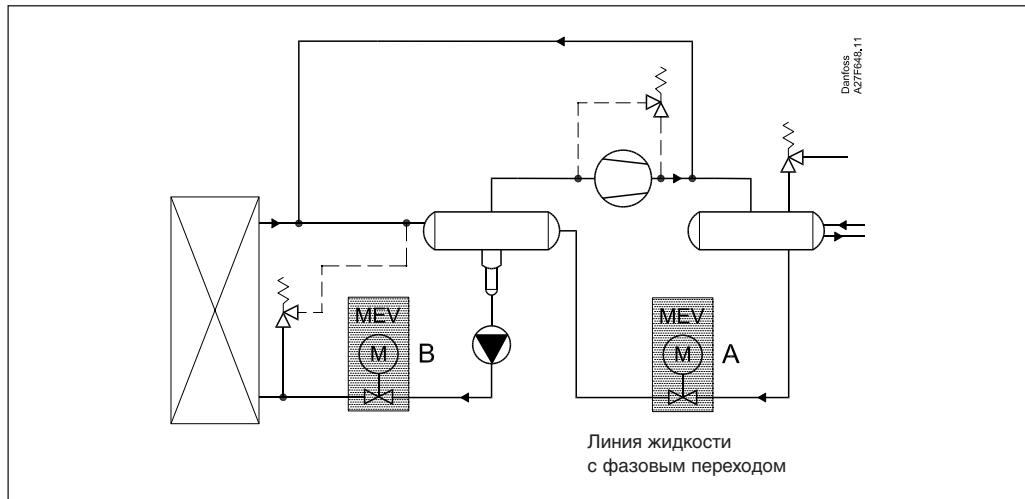 Danfoss
A27F648.11
MEV
M
B
MEV
M
A
Линия жидкости
с фазовым переходом